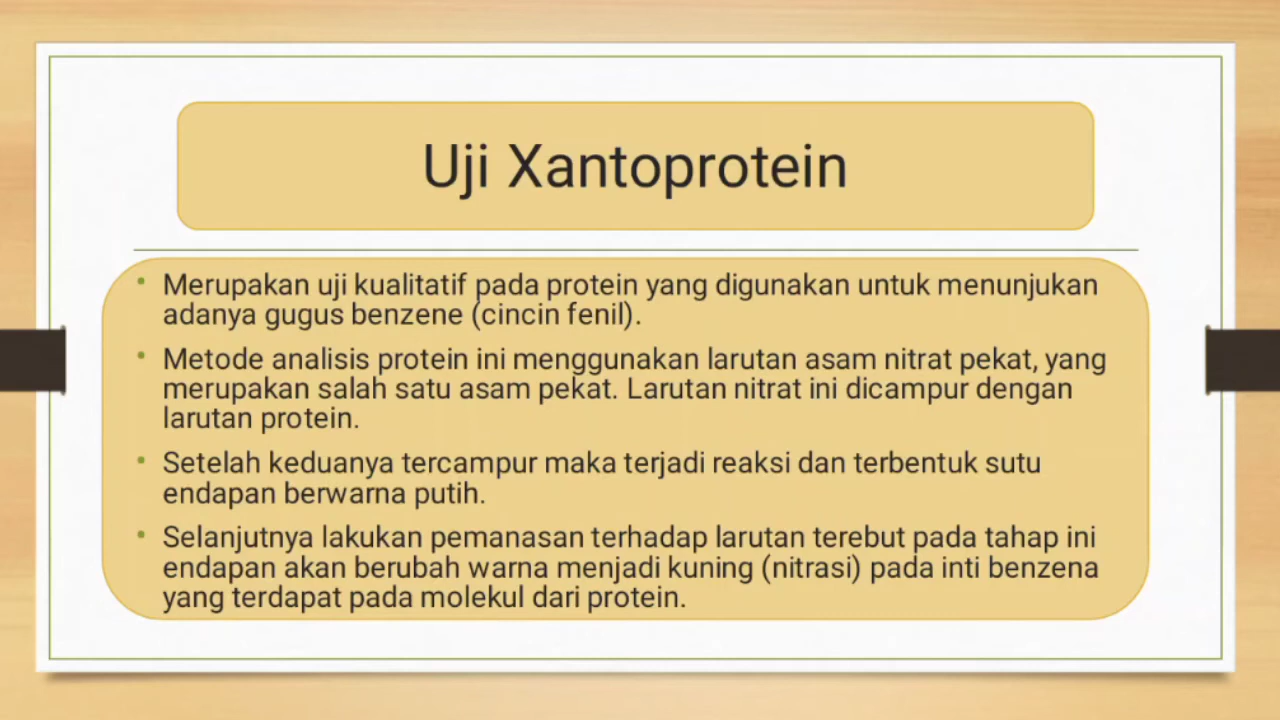 Uji Xantoprotein
• Merupakan uji kualitatif pada protein yang digunakan untuk menunjukan
adanya gugus benzene (cincin fenil).
• Metode analisis protein ini menggunakan larutan asam nitrat pekat, yang
merupakan salah satu asam pekat. Larutan nitrat ini dicampur dengan
larutan protein.
• Setelah keduanya tercampur maka terjadi reaksi dan terbentuk sutu
endapan berwarna putih.
• Selanjutnya lakukan pemanasan terhadap larutan terebut pada tahap ini
endapan akan berubah warna menjadi kuning (nitrasi) pada inti benzena
yang terdapat pada molekul dari protein.